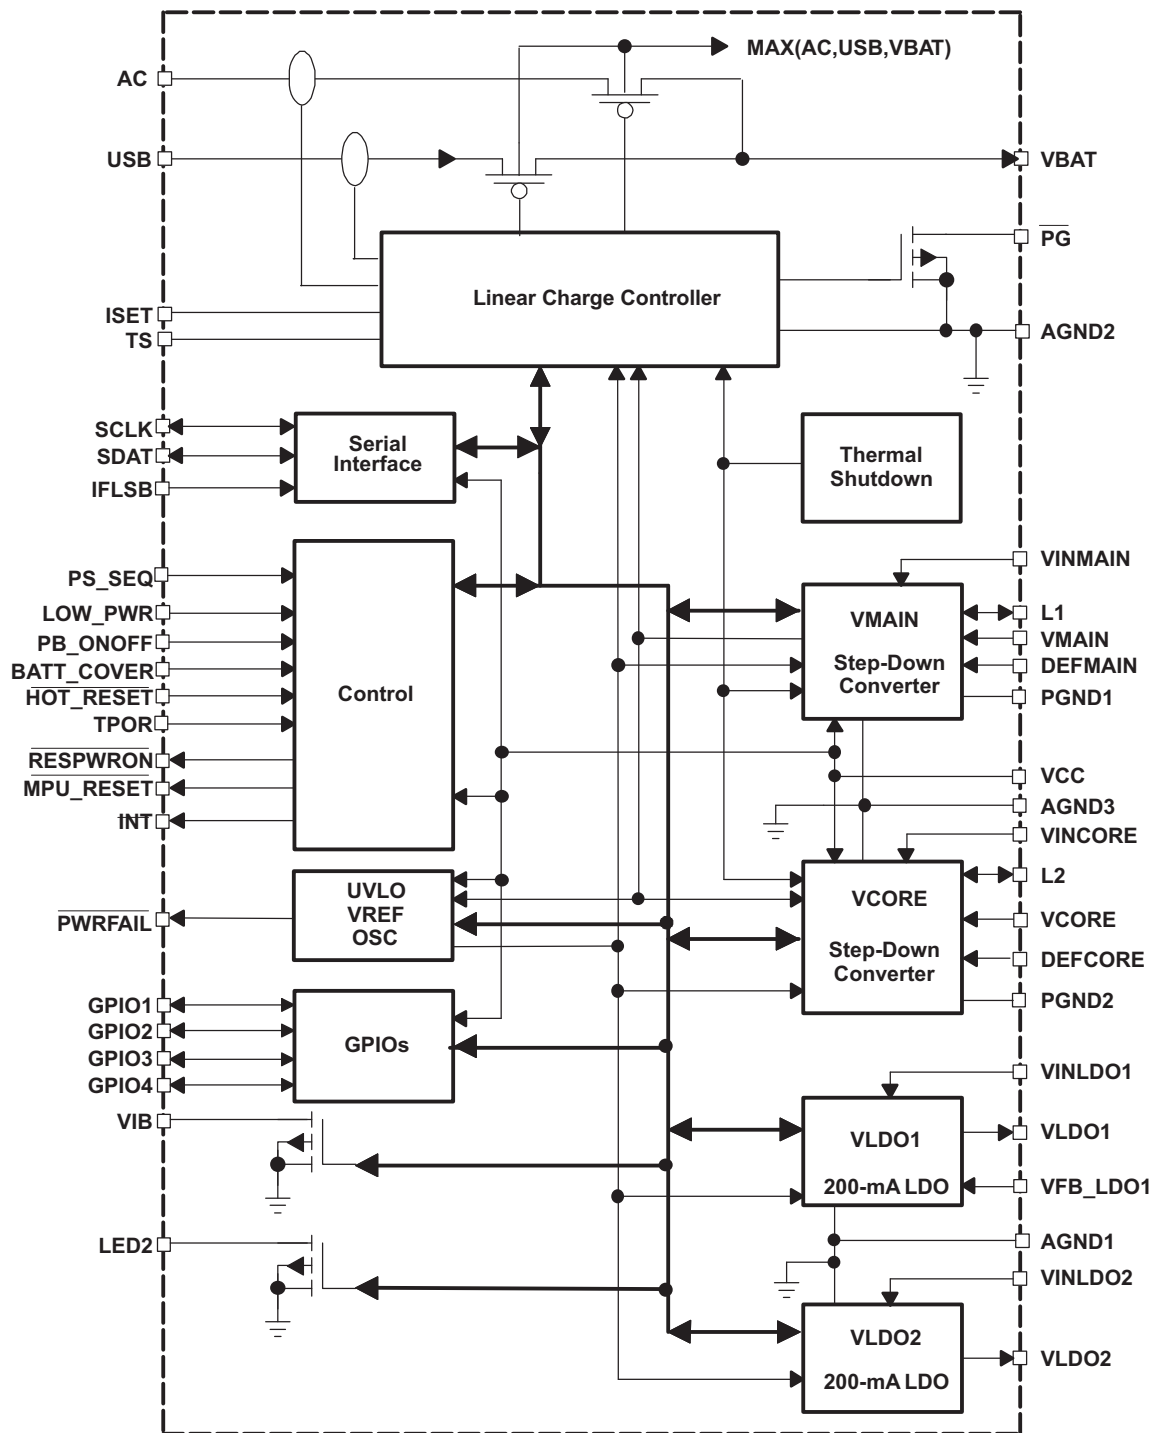 MAX(AC,USB,VBAT)
AC
USB
VBAT
PG
Linear Charge Controller
ISET
TS
AGND2
SCLK
SDAT
IFLSB
Serial
Interface
Thermal
Shutdown
PS_SEQ
LOW_PWR
PB_ONOFF
BATT_COVER
HOT_RESET
TPOR
RESPWRON
MPU_RESET
INT
Control
VINMAIN
VMAIN
Step-Down
Converter
L1
VMAIN
DEFMAIN
PGND1
VCC
AGND3
VINCORE
PWRFAIL
UVLO
VREF
OSC
VCORE
Step-Down
Converter
L2
VCORE
DEFCORE
PGND2
GPIO1
GPIO2
GPIO3
GPIO4
GPIOs
VIB
VINLDO1
VLDO1
200-mA LDO
VLDO1
VFB_LDO1
AGND1
LED2
VINLDO2
VLDO2
200-mA LDO
VLDO2